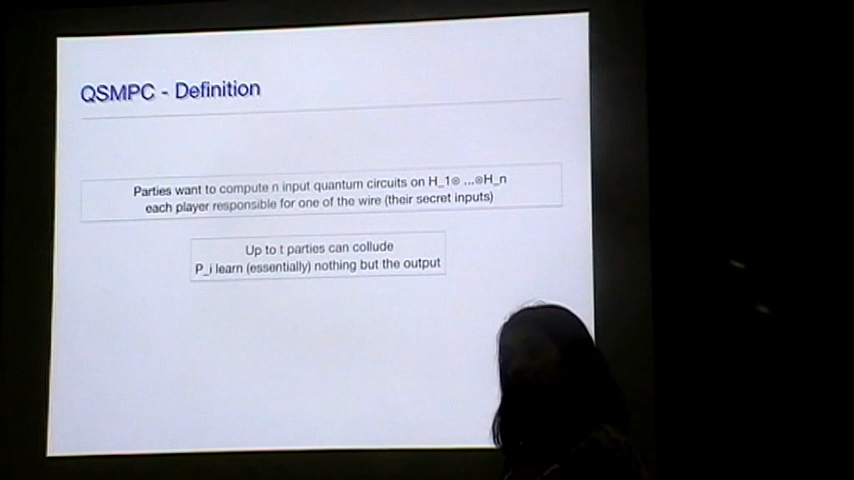 QSMPC - Definition
Parties want to compute n input quantum circuits on H_1⊗ ...⊗H_n
each player responsible for one of the wire (their secret inputs)
Up to t parties can collude
P_i learn (essentially) nothing but the output